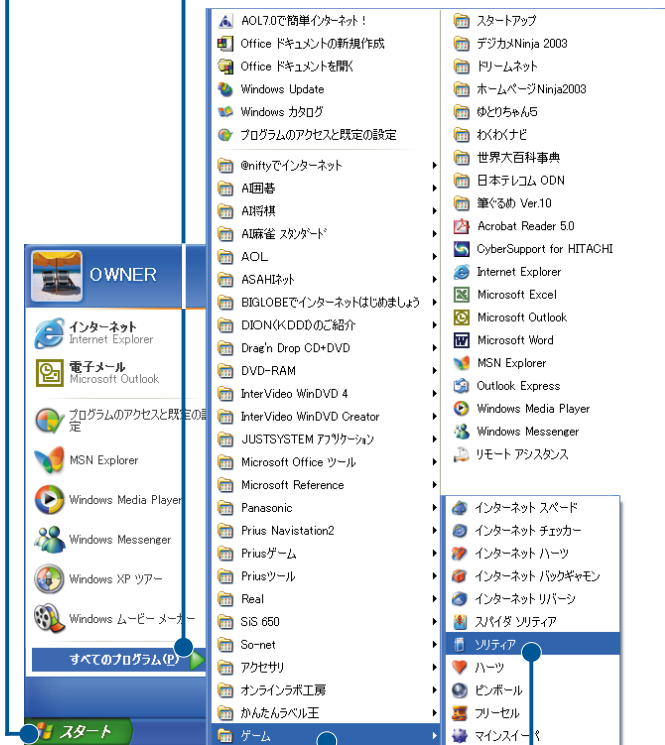 AOL7.0で簡単インターネット！
Office ドキュメントの新規作成
Office ドキュメントを開く
Windows Update
Windows カタログ
プログラムのアクセスと既定の設定
@niftyでインターネット
AI囲碁
AI将棋
AI麻雀 スタンダード
AOL
ASAHIネット
BIGLOBEでインターネットはじめましょう
DION(KDDI)のご紹介
Drag'n Drop CD+DVD
DVD-RAM
InterVideo WinDVD 4
InterVideo WinDVD Creator
JUSTSYSTEM アプリケーション
Microsoft Office ツール
Microsoft Reference
Panasonic
Prius Navistation2
Priusゲーム
Priusツール
Real
SiS 650
So-net
アクセサリ
オンラインラボ工房
かんたんラベル王
ゲーム
スタートアップ
デジカメNinja 2003
ドリームネット
ホームページNinja2003
ゆとりちゃん5
わくわくナビ
世界大百科事典
日本テレコム ODN
筆ぐるめ Ver.10
Acrobat Reader 5.0
CyberSupport for HITACHI
Internet Explorer
Microsoft Excel
Microsoft Outlook
Microsoft Word
MSN Explorer
Outlook Express
Windows Media Player
Windows Messenger
リモート アシスタンス
インターネット スペード
インターネット チェッカー
インターネット ハーツ
インターネット バックギャモン
インターネット リバーシ
スパイダ ソリティア
ソリティア
ハーツ
ピンボール
フリーセル
マインスイーパ
OWNER
インターネット
Internet Explorer
電子メール
Microsoft Outlook
プログラムのアクセスと既定の設
定
MSN Explorer
Windows Media Player
Windows Messenger
Windows XP ツアー
Windows ムービー メーカー
すべてのプログラム(P)
スタート